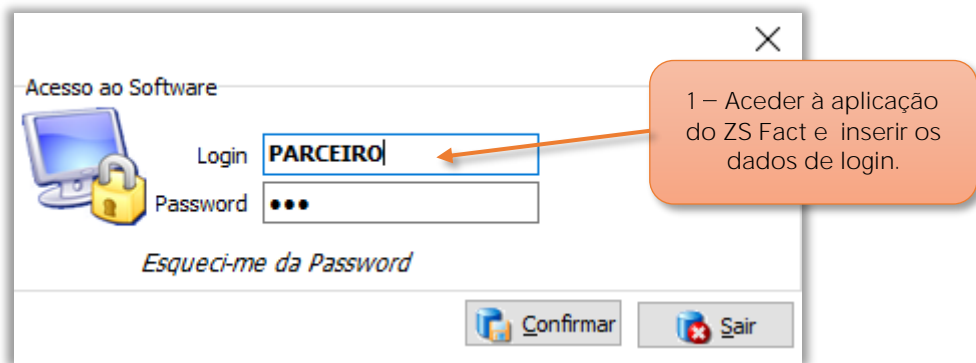 Acesso ao Software
Login PARCEIRO
Password ●●●
Esqueci-me da Password
Confirmar Sair
1 – Aceder à aplicação
do ZS Fact e inserir os
dados de login.